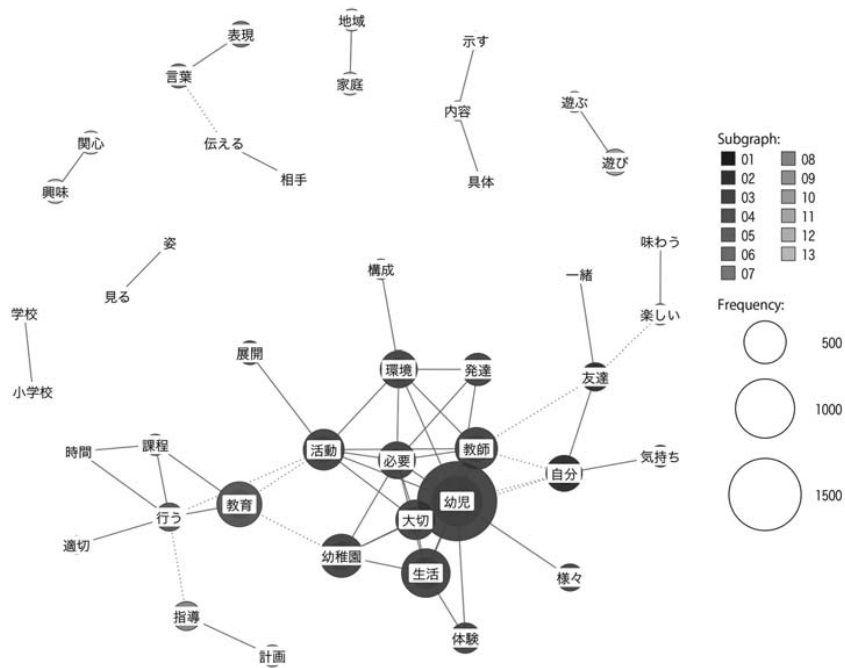 地域
表現
示す
言葉
家庭
遊ぶ
内容
関心
伝える
遊び
相手
具体
興味
姿
味わう
構成
一緒
見る
学校
楽しい
展開
環境
発達
友達
小学校
活動
教師
時間
課程
必要
自分
気持ち
教育
幼児
行う
大切
適切
幼稚園
生活
様々
指導
体験
計画
Subgraph:
01 08
02 09
03 10
04 11
05 12
06 13
07
Frequency:
500
1000
1500